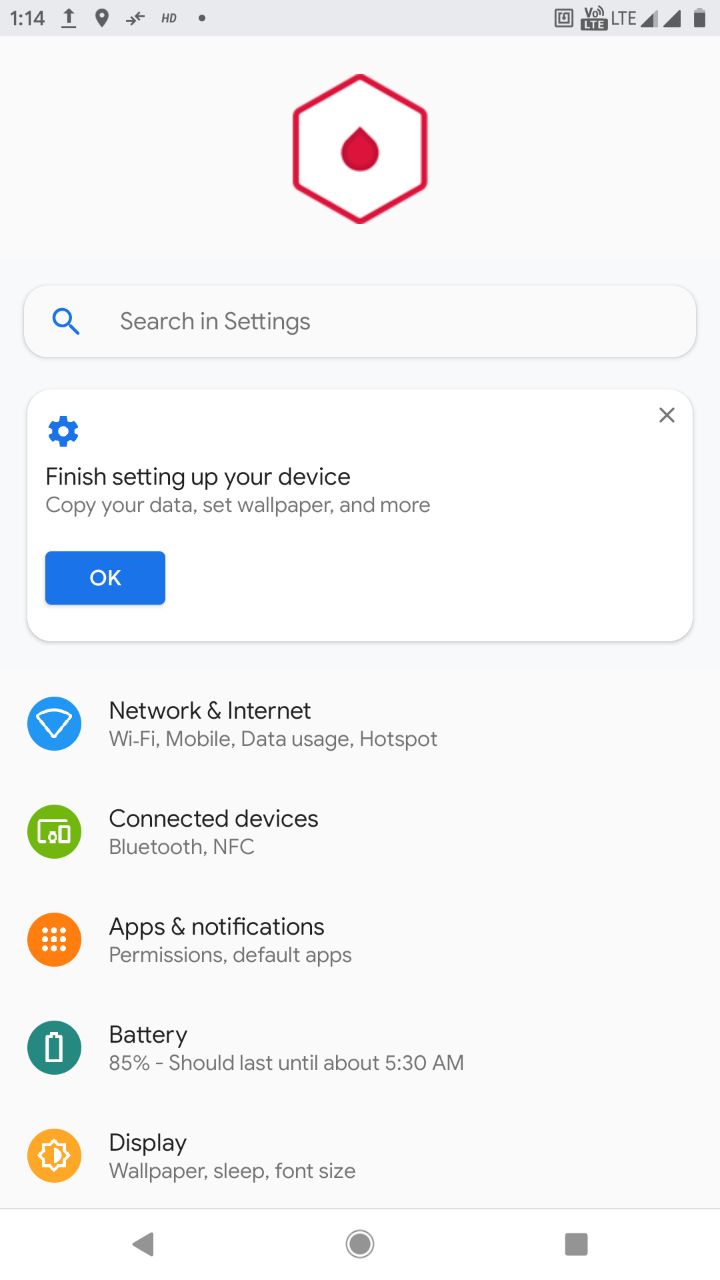 1:14 HD Vo) LTE LTE
Search in Settings
Finish setting up your device
Copy your data, set wallpaper, and more
OK
Network & Internet
Wi-Fi, Mobile, Data usage, Hotspot
Connected devices
Bluetooth, NFC
Apps & notifications
Permissions, default apps
Battery
85% - Should last until about 5:30 AM
Display
Wallpaper, sleep, font size